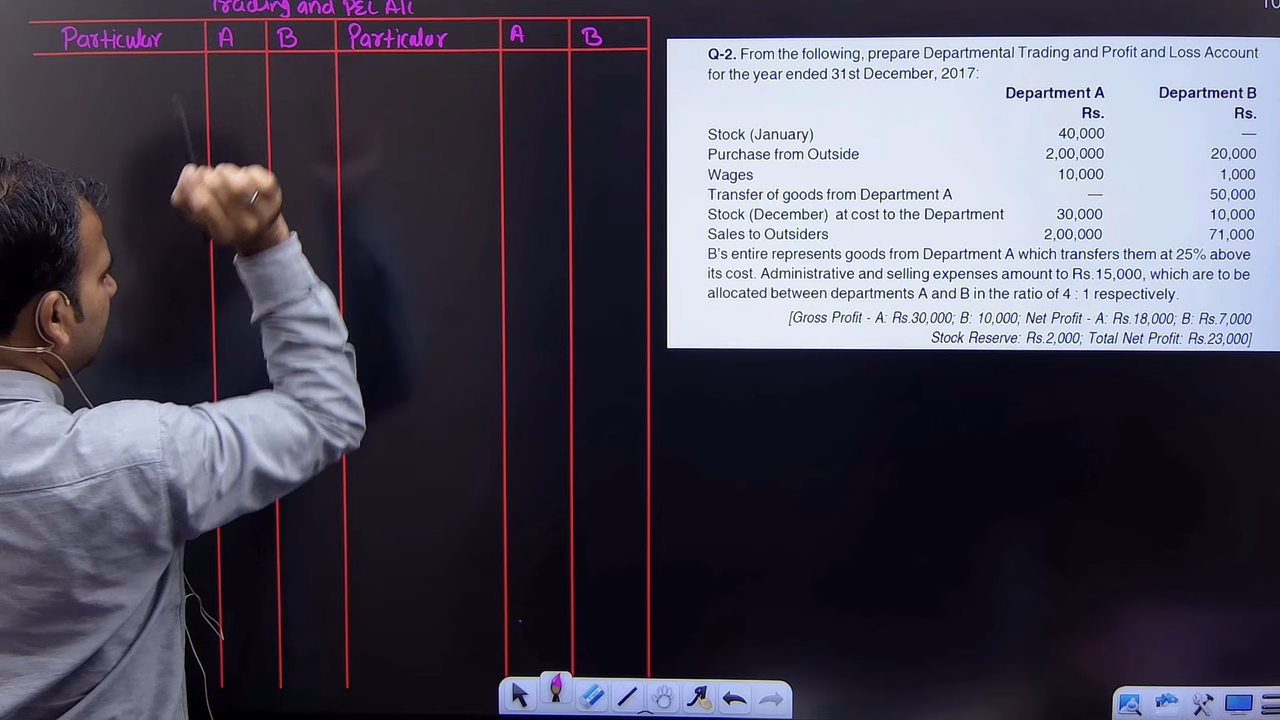 Trading and P&L A/c
Particular A B Particular A B
Q-2. From the following, prepare Departmental Trading and Profit and Loss Account
for the year ended 31st December, 2017:
Department A Department B
Rs. Rs.
Stock (January) 40,000 —
Purchase from Outside 2,00,000 20,000
Wages 10,000 1,000
Transfer of goods from Department A — 50,000
Stock (December) at cost to the Department 30,000 10,000
Sales to Outsiders 2,00,000 71,000
B's entire represents goods from Department A which transfers them at 25% above
its cost. Administrative and selling expenses amount to Rs.15,000, which are to be
allocated between departments A and B in the ratio of 4 : 1 respectively.
[Gross Profit - A: Rs.30,000; B: 10,000; Net Profit - A: Rs.18,000; B: Rs.7,000
Stock Reserve: Rs.2,000; Total Net Profit: Rs.23,000]